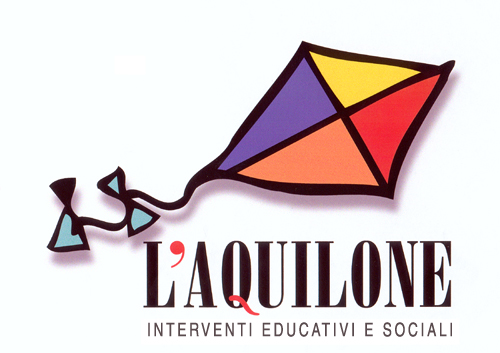 L'AQUILONE
INTERVENTI EDUCATIVI E SOCIALI